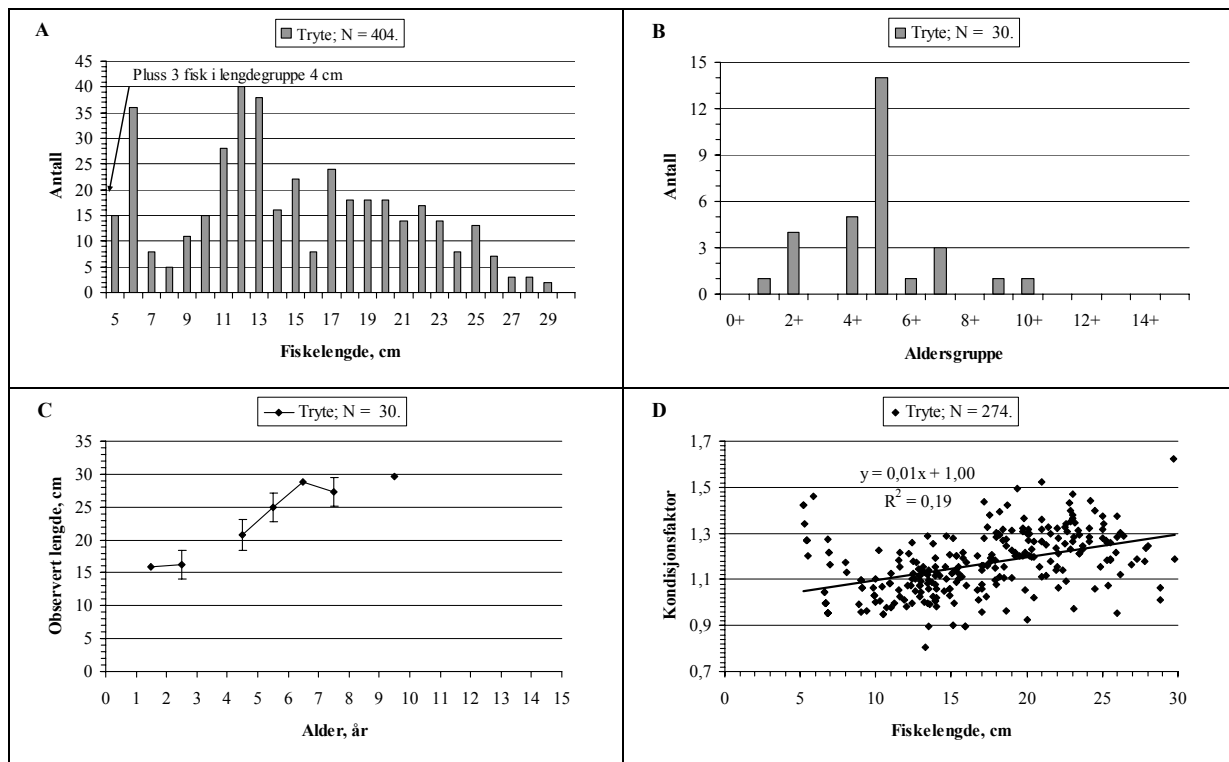 A
Tryte; N = 404.
Pluss 3 fisk i lengdegruppe 4 cm
Antall
45
40
35
30
25
20
15
10
5
0
5 7 9 11 13 15 17 19 21 23 25 27 29
Fiskelengde, cm
B
Tryte; N = 30.
Antall
15
12
9
6
3
0
0+ 2+ 4+ 6+ 8+ 10+ 12+ 14+
Aldersgruppe
C
Tryte; N = 30.
Observert lengde, cm
35
30
25
20
15
10
5
0
0 1 2 3 4 5 6 7 8 9 10 11 12 13 14 15
Alder, år
D
Tryte; N = 274.
Kondisjonsfaktor
1,7
1,5
1,3
1,1
0,9
0,7
y = 0,01x + 1,00
R² = 0,19
0 5 10 15 20 25 30
Fiskelengde, cm